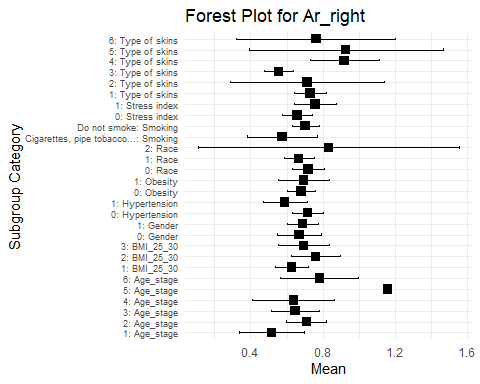 Forest Plot for Ar_right
Subgroup Category
6: Type of skins
5: Type of skins
4: Type of skins
3: Type of skins
2: Type of skins
1: Type of skins
1: Stress index
0: Stress index
Do not smoke: Smoking
Cigarettes, pipe tobacco...: Smoking
2: Race
1: Race
0: Race
1: Obesity
0: Obesity
1: Hypertension
0: Hypertension
1: Gender
0: Gender
3: BMI_25_30
2: BMI_25_30
1: BMI_25_30
6: Age_stage
5: Age_stage
4: Age_stage
3: Age_stage
2: Age_stage
1: Age_stage
0.4 0.8 1.2 1.6
Mean